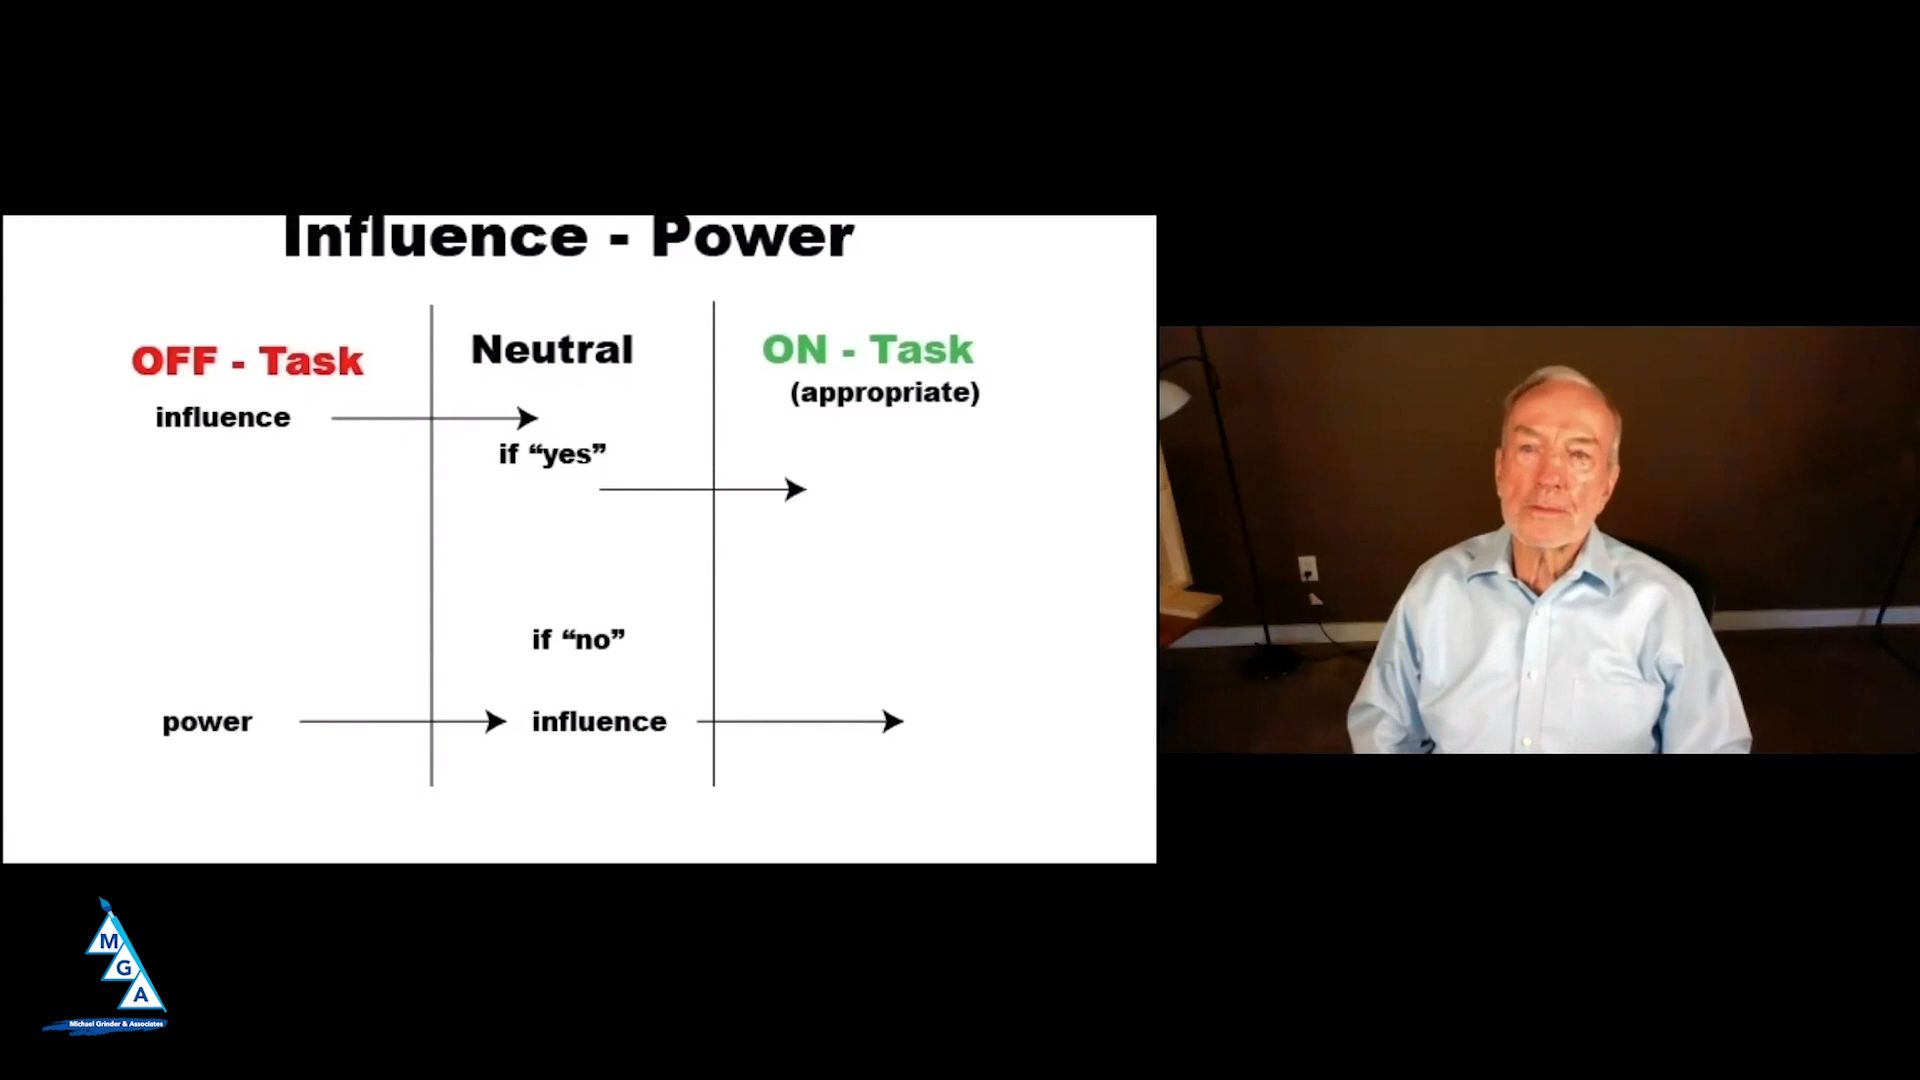 Influence - Power
OFF - Task
Neutral
ON - Task
(appropriate)
influence
if “yes”
if “no”
power
influence
M
G
A
Michael Grinder & Associates